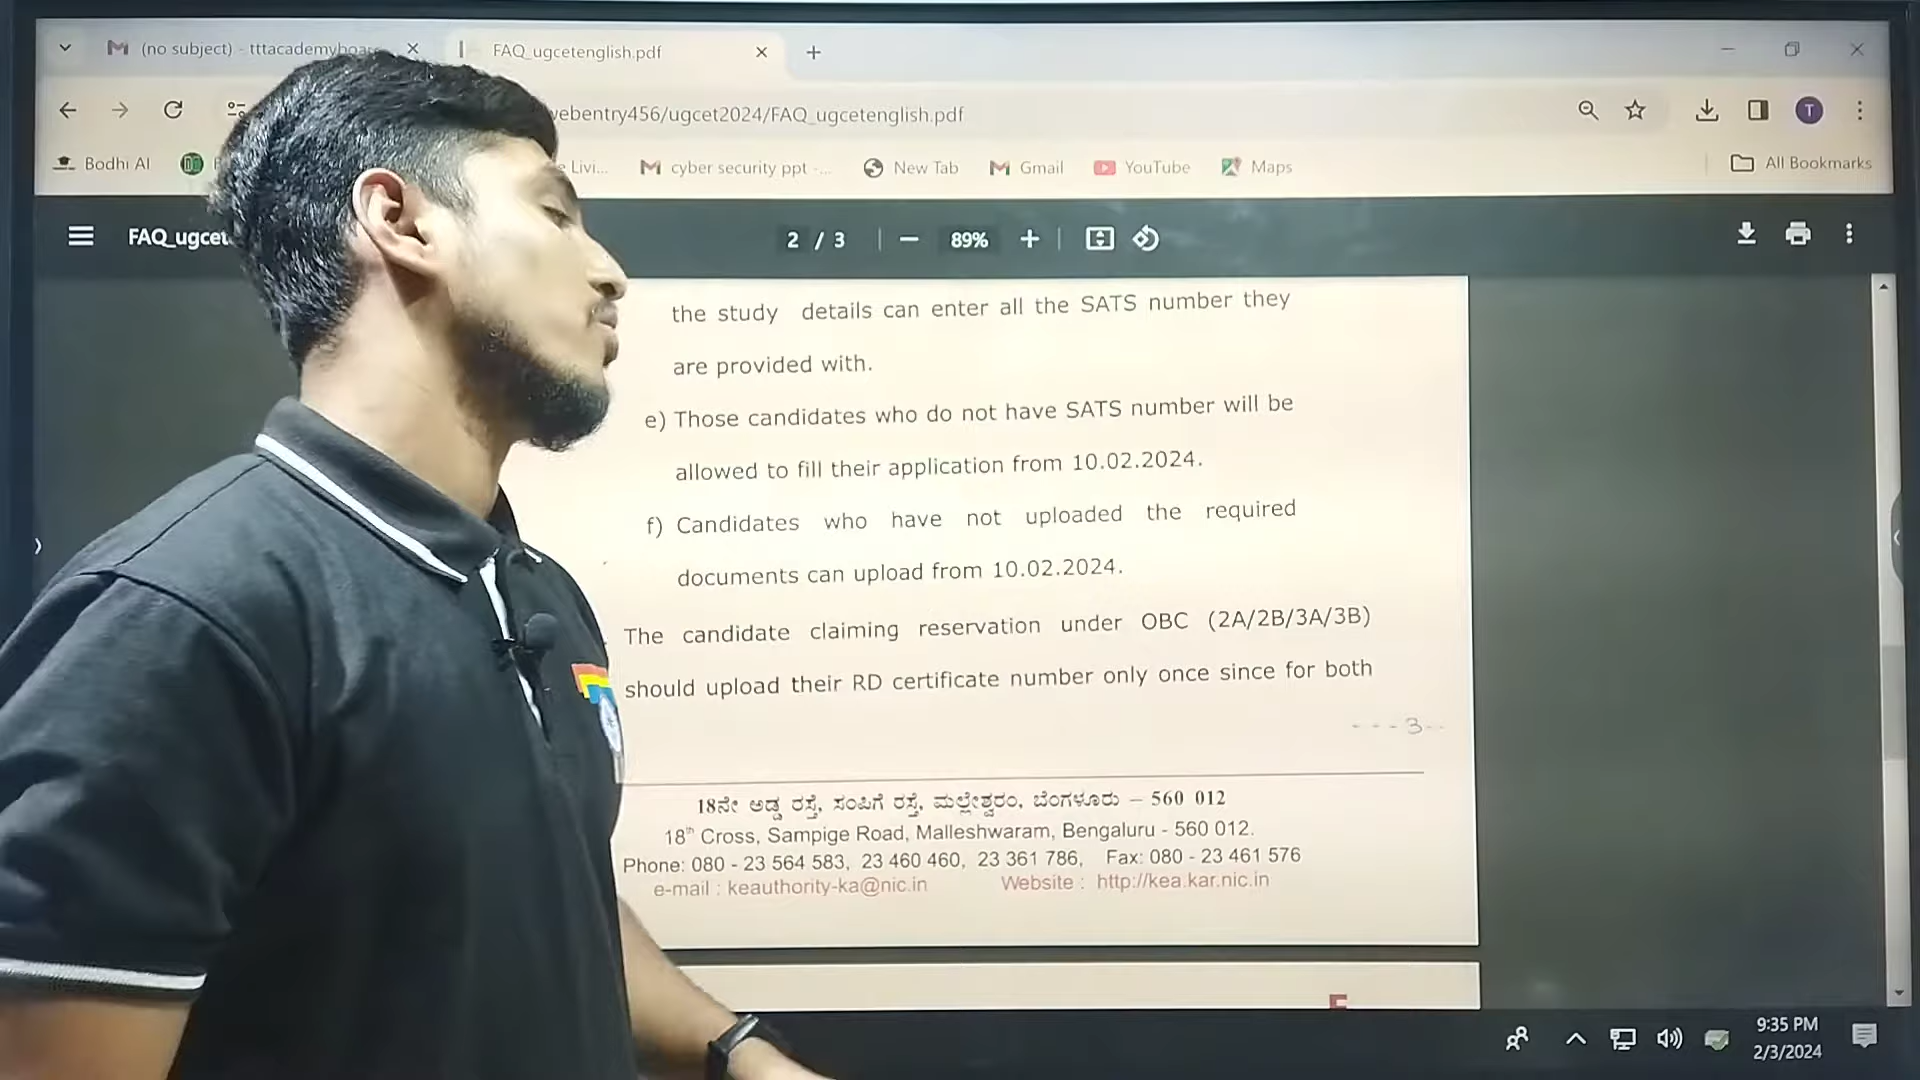 (no subject) - tttacademyboar
FAQ_ugcetenglish.pdf
ebentry456/ugcet2024/FAQ_ugcetenglish.pdf
T
Bodhi AI
Livi...
cyber security ppt -...
New Tab
Gmail
YouTube
Maps
All Bookmarks
FAQ_ugcet
2 / 3
89%
the study details can enter all the SATS number they
are provided with.
e) Those candidates who do not have SATS number will be
allowed to fill their application from 10.02.2024.
f) Candidates who have not uploaded the required
documents can upload from 10.02.2024.
The candidate claiming reservation under OBC (2A/2B/3A/3B)
should upload their RD certificate number only once since for both
- - - 3 - -
18ನೇ ಅಡ್ಡ ರಸ್ತೆ, ಸಂಪಿಗೆ ರಸ್ತೆ, ಮಲ್ಲೇಶ್ವರಂ, ಬೆಂಗಳೂರು – 560 012
18th Cross, Sampige Road, Malleshwaram, Bengaluru - 560 012.
Phone: 080 - 23 564 583, 23 460 460, 23 361 786, Fax: 080 - 23 461 576
e-mail : keauthority-ka@nic.in Website : http://kea.kar.nic.in
9:35 PM
2/3/2024